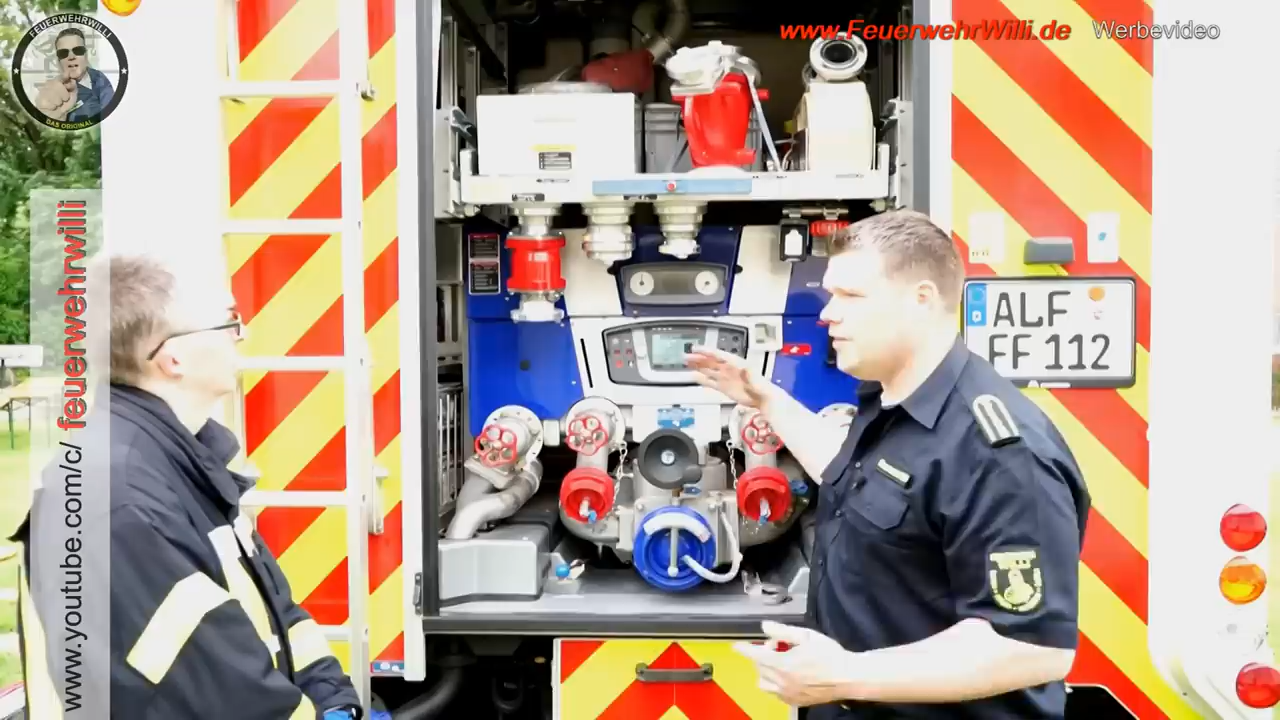 FEUERWEHRWILLI
DAS ORIGINAL
www.FeuerwehrWilli.de Werbevideo
www.youtube.com/c/feuerwehrwilli
ALF
FF 112